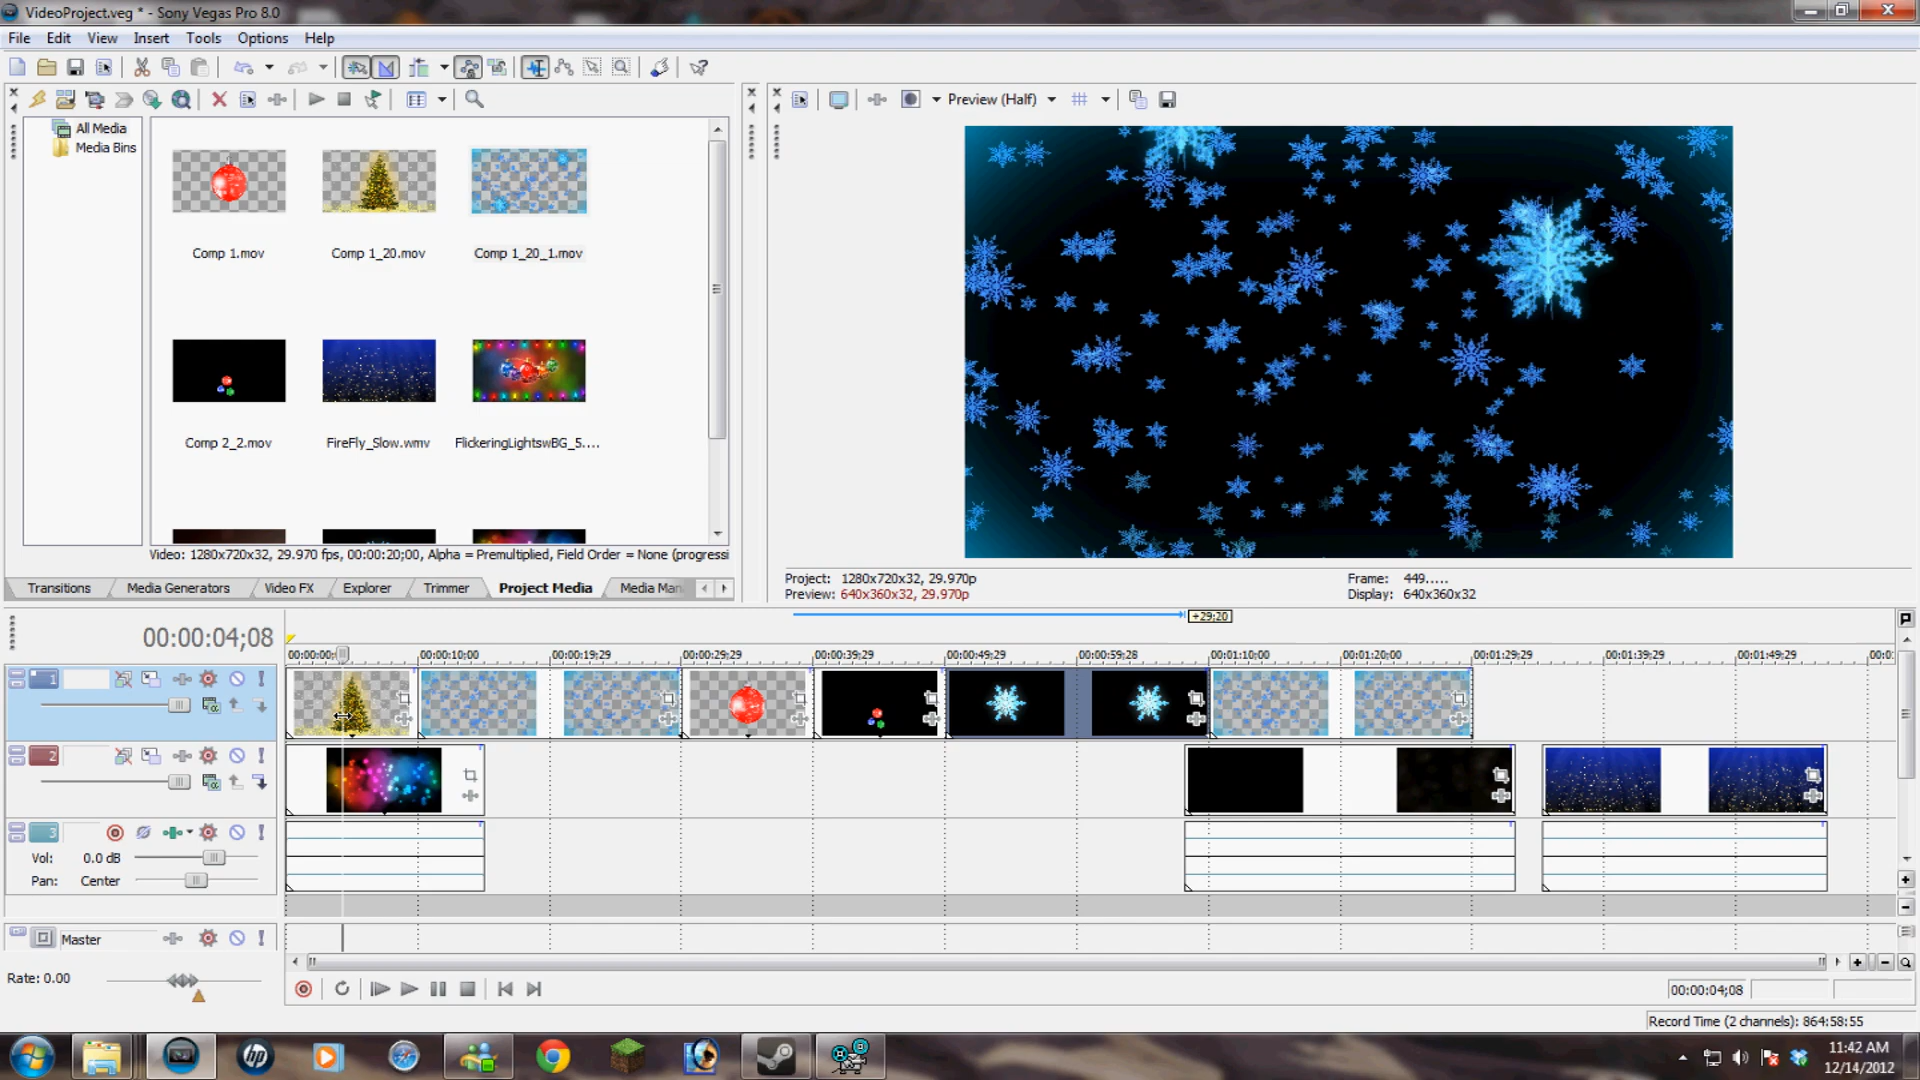 VideoProject.veg * - Sony Vegas Pro 8.0
File Edit View Insert Tools Options Help
Preview (Half)
All Media
Media Bins
Comp 1.mov Comp 1_20.mov Comp 1_20_1.mov
Comp 2_2.mov FireFly_Slow.wmv FlickeringLightswBG_5....
Video: 1280x720x32, 29.970 fps, 00:00:20;00, Alpha = Premultiplied, Field Order = None (progressi
Transitions Media Generators Video FX Explorer Trimmer Project Media Media Man
Project: 1280x720x32, 29.970p Frame: 449.....
Preview: 640x360x32, 29.970p Display: 640x360x32
+29;20
00:00:04;08
00:00:00; 00:00:10;00 00:00:19;29 00:00:29;29 00:00:39;29 00:00:49;29 00:00:59;28 00:01:10;00 00:01:20;00 00:01:29;29 00:01:39;29 00:01:49;29 00:0
1
2
3
Vol: 0.0 dB
Pan: Center
Master
Rate: 0.00
00:00:04;08
Record Time (2 channels): 864:58:55
hp
11:42 AM
12/14/2012